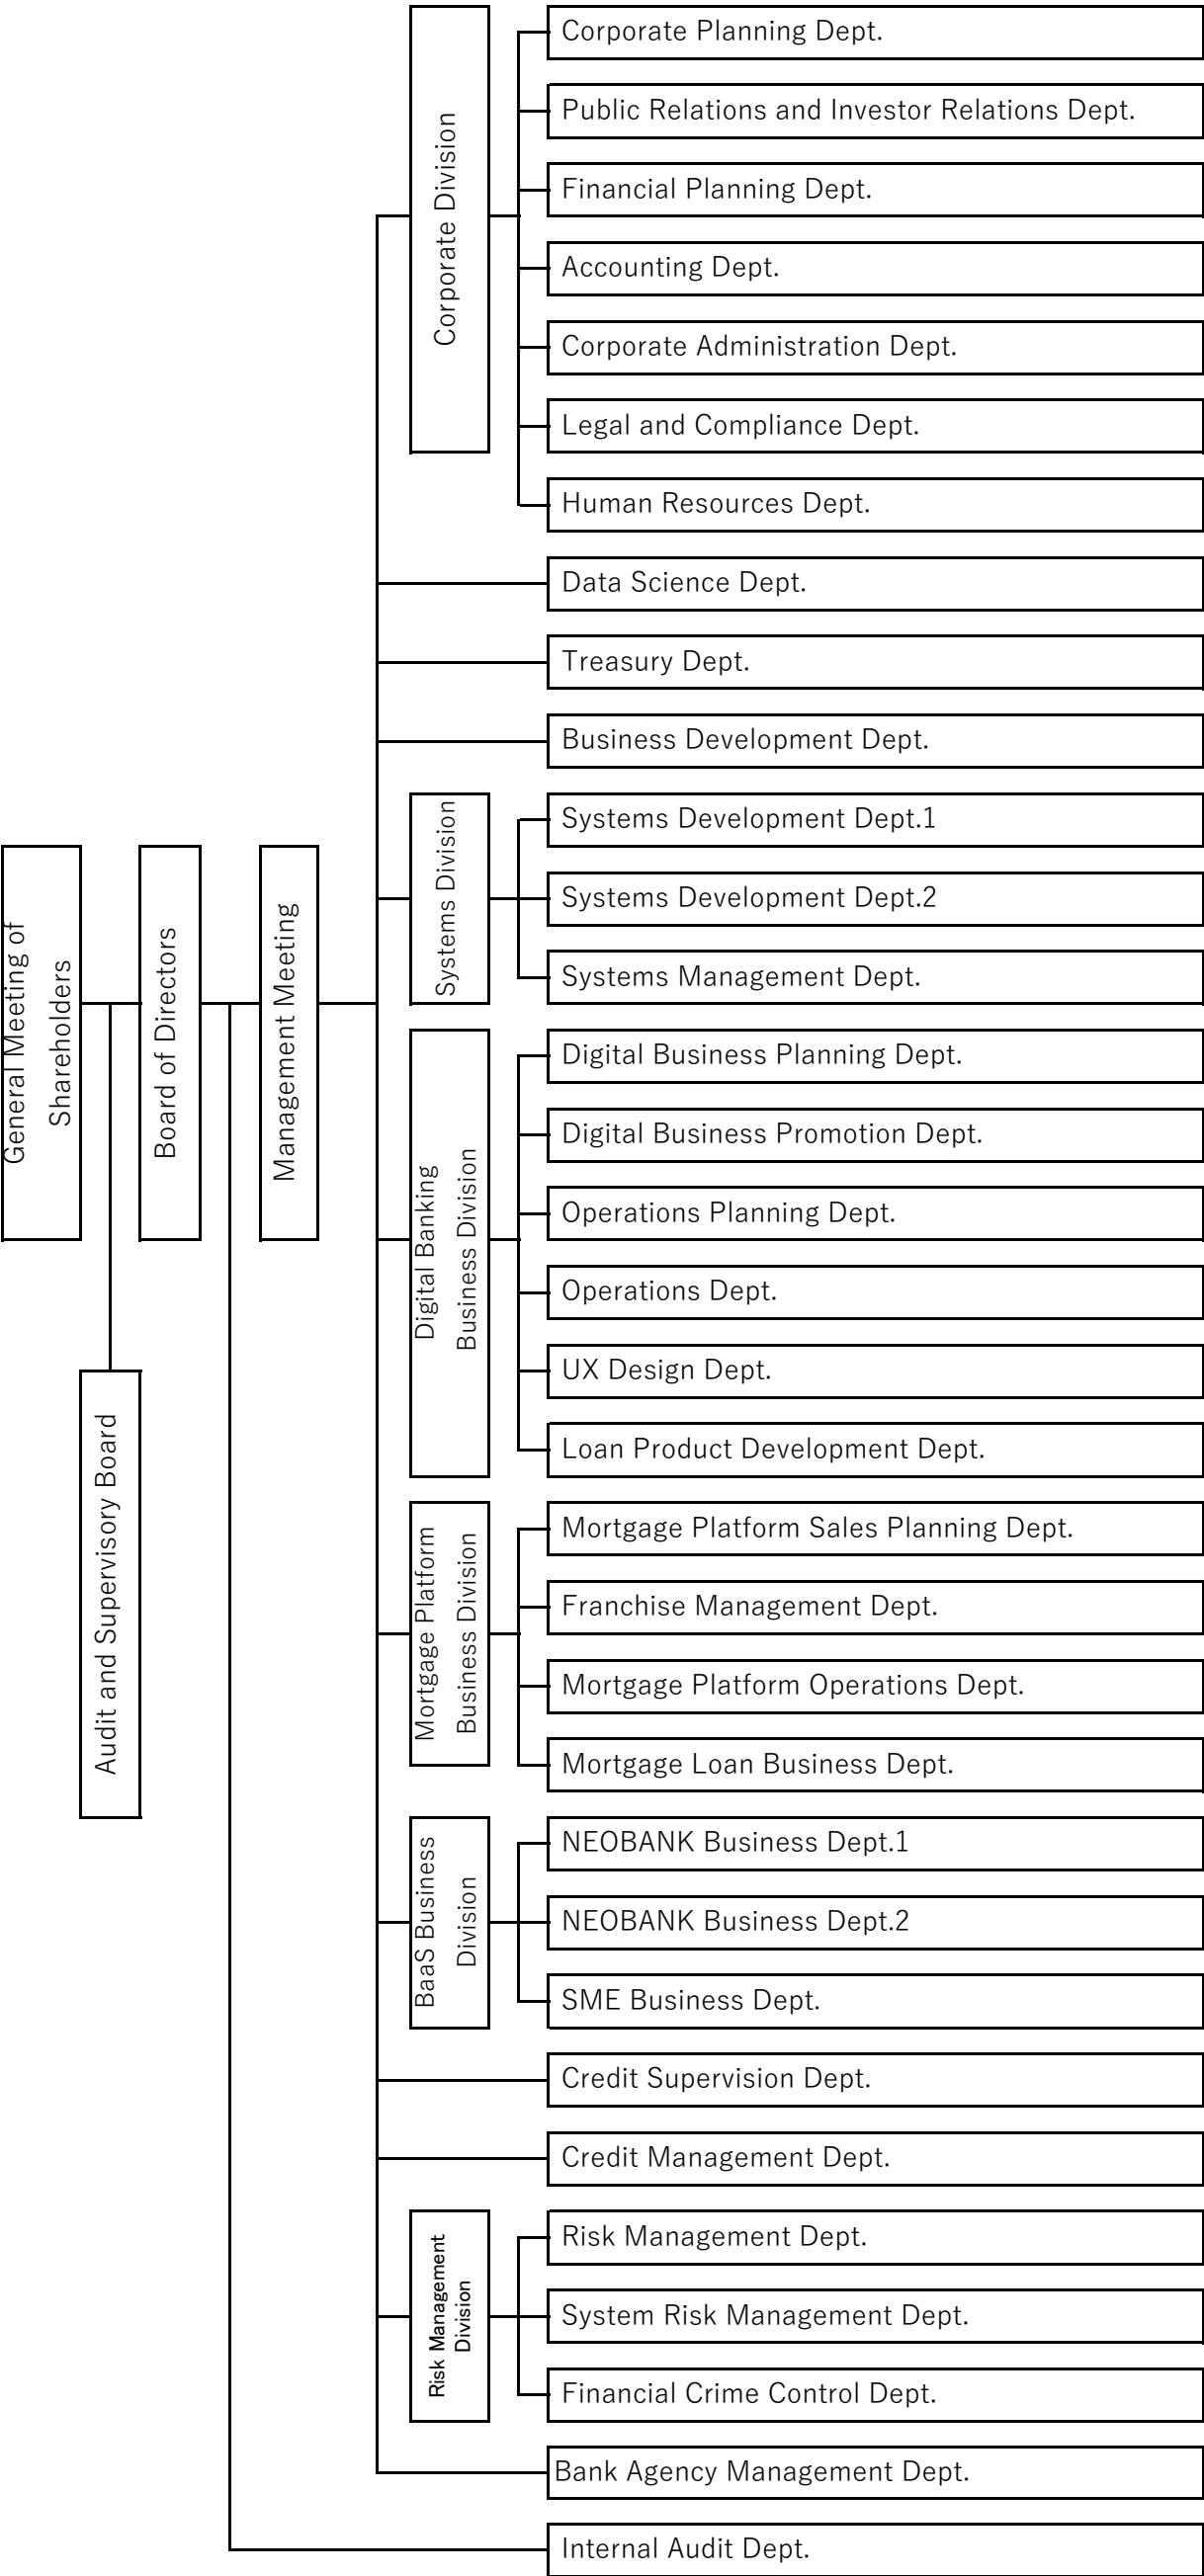 General Meeting of
Shareholders
Board of Directors
Audit and Supervisory Board
Management Meeting
Corporate Division
Corporate Planning Dept.
Public Relations and Investor Relations Dept.
Financial Planning Dept.
Accounting Dept.
Corporate Administration Dept.
Legal and Compliance Dept.
Human Resources Dept.
Data Science Dept.
Treasury Dept.
Business Development Dept.
Systems Division
Systems Development Dept.1
Systems Development Dept.2
Systems Management Dept.
Digital Banking
Business Division
Digital Business Planning Dept.
Digital Business Promotion Dept.
Operations Planning Dept.
Operations Dept.
UX Design Dept.
Loan Product Development Dept.
Mortgage Platform
Business Division
Mortgage Platform Sales Planning Dept.
Franchise Management Dept.
Mortgage Platform Operations Dept.
Mortgage Loan Business Dept.
BaaS Business
Division
NEOBANK Business Dept.1
NEOBANK Business Dept.2
SME Business Dept.
Credit Supervision Dept.
Credit Management Dept.
Risk Management
Division
Risk Management Dept.
System Risk Management Dept.
Financial Crime Control Dept.
Bank Agency Management Dept.
Internal Audit Dept.